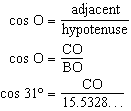 cos O = adjacent / hypotenuse
cos O = CO / BO
cos 31° = CO / 15.5328...